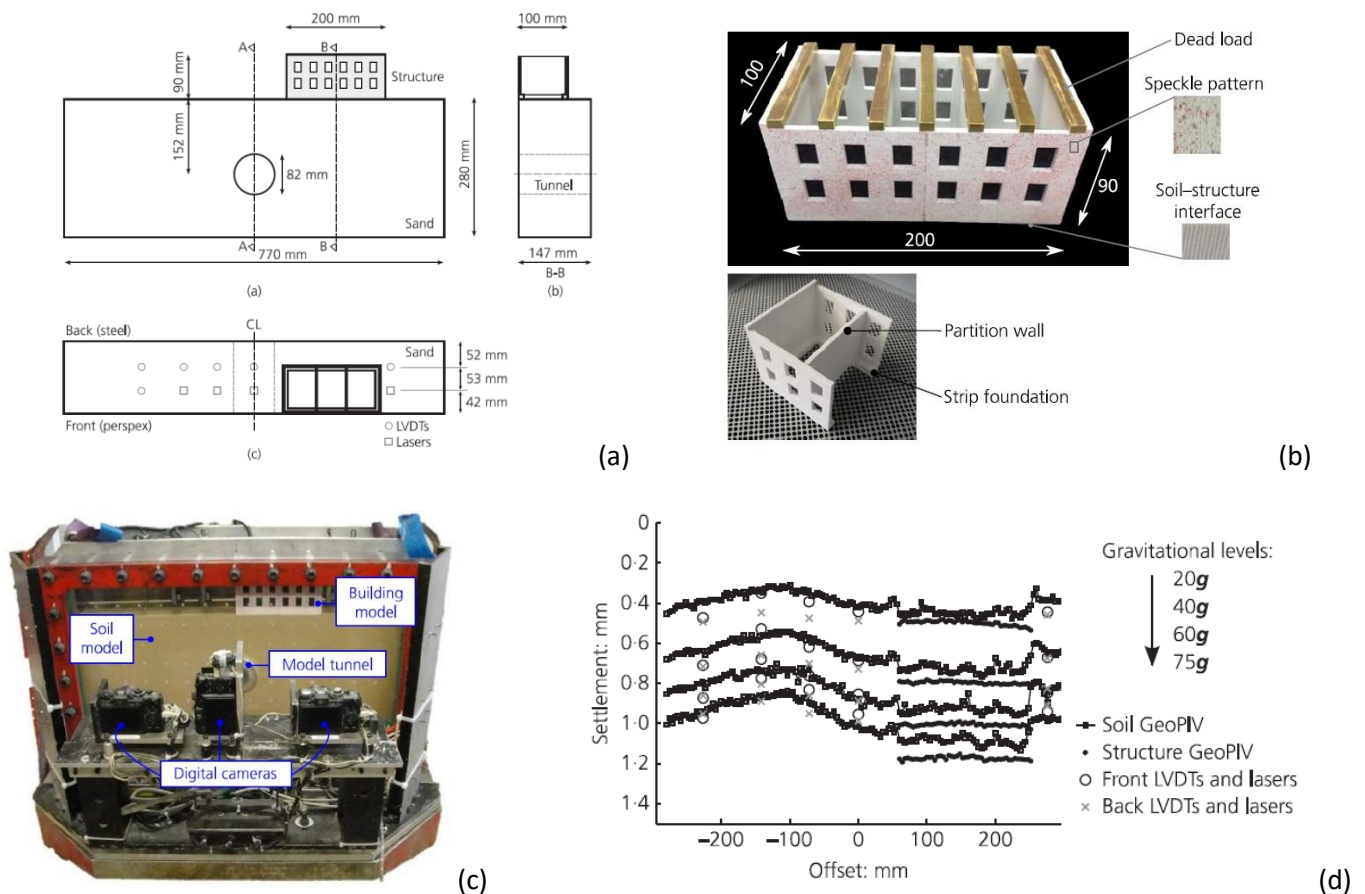 200 mm
100 mm
A
B
90 mm
Structure
152 mm
82 mm
280 mm
Tunnel
Sand
A
B
770 mm
147 mm
B-B
(a)
(b)
Back (steel)
CL
Sand
52 mm
53 mm
42 mm
Front (perspex)
LVDTs
Lasers
(c)
(a)
Dead load
100
Speckle pattern
90
Soil–structure
interface
200
Partition wall
Strip foundation
(b)
Building
model
Soil
model
Model tunnel
Digital cameras
(c)
0
0·2
0·4
0·6
0·8
1·0
1·2
1·4
Settlement: mm
−200
−100
0
100
200
Offset: mm
Gravitational levels:
20g
40g
60g
75g
Soil GeoPIV
Structure GeoPIV
Front LVDTs and lasers
Back LVDTs and lasers
(d)